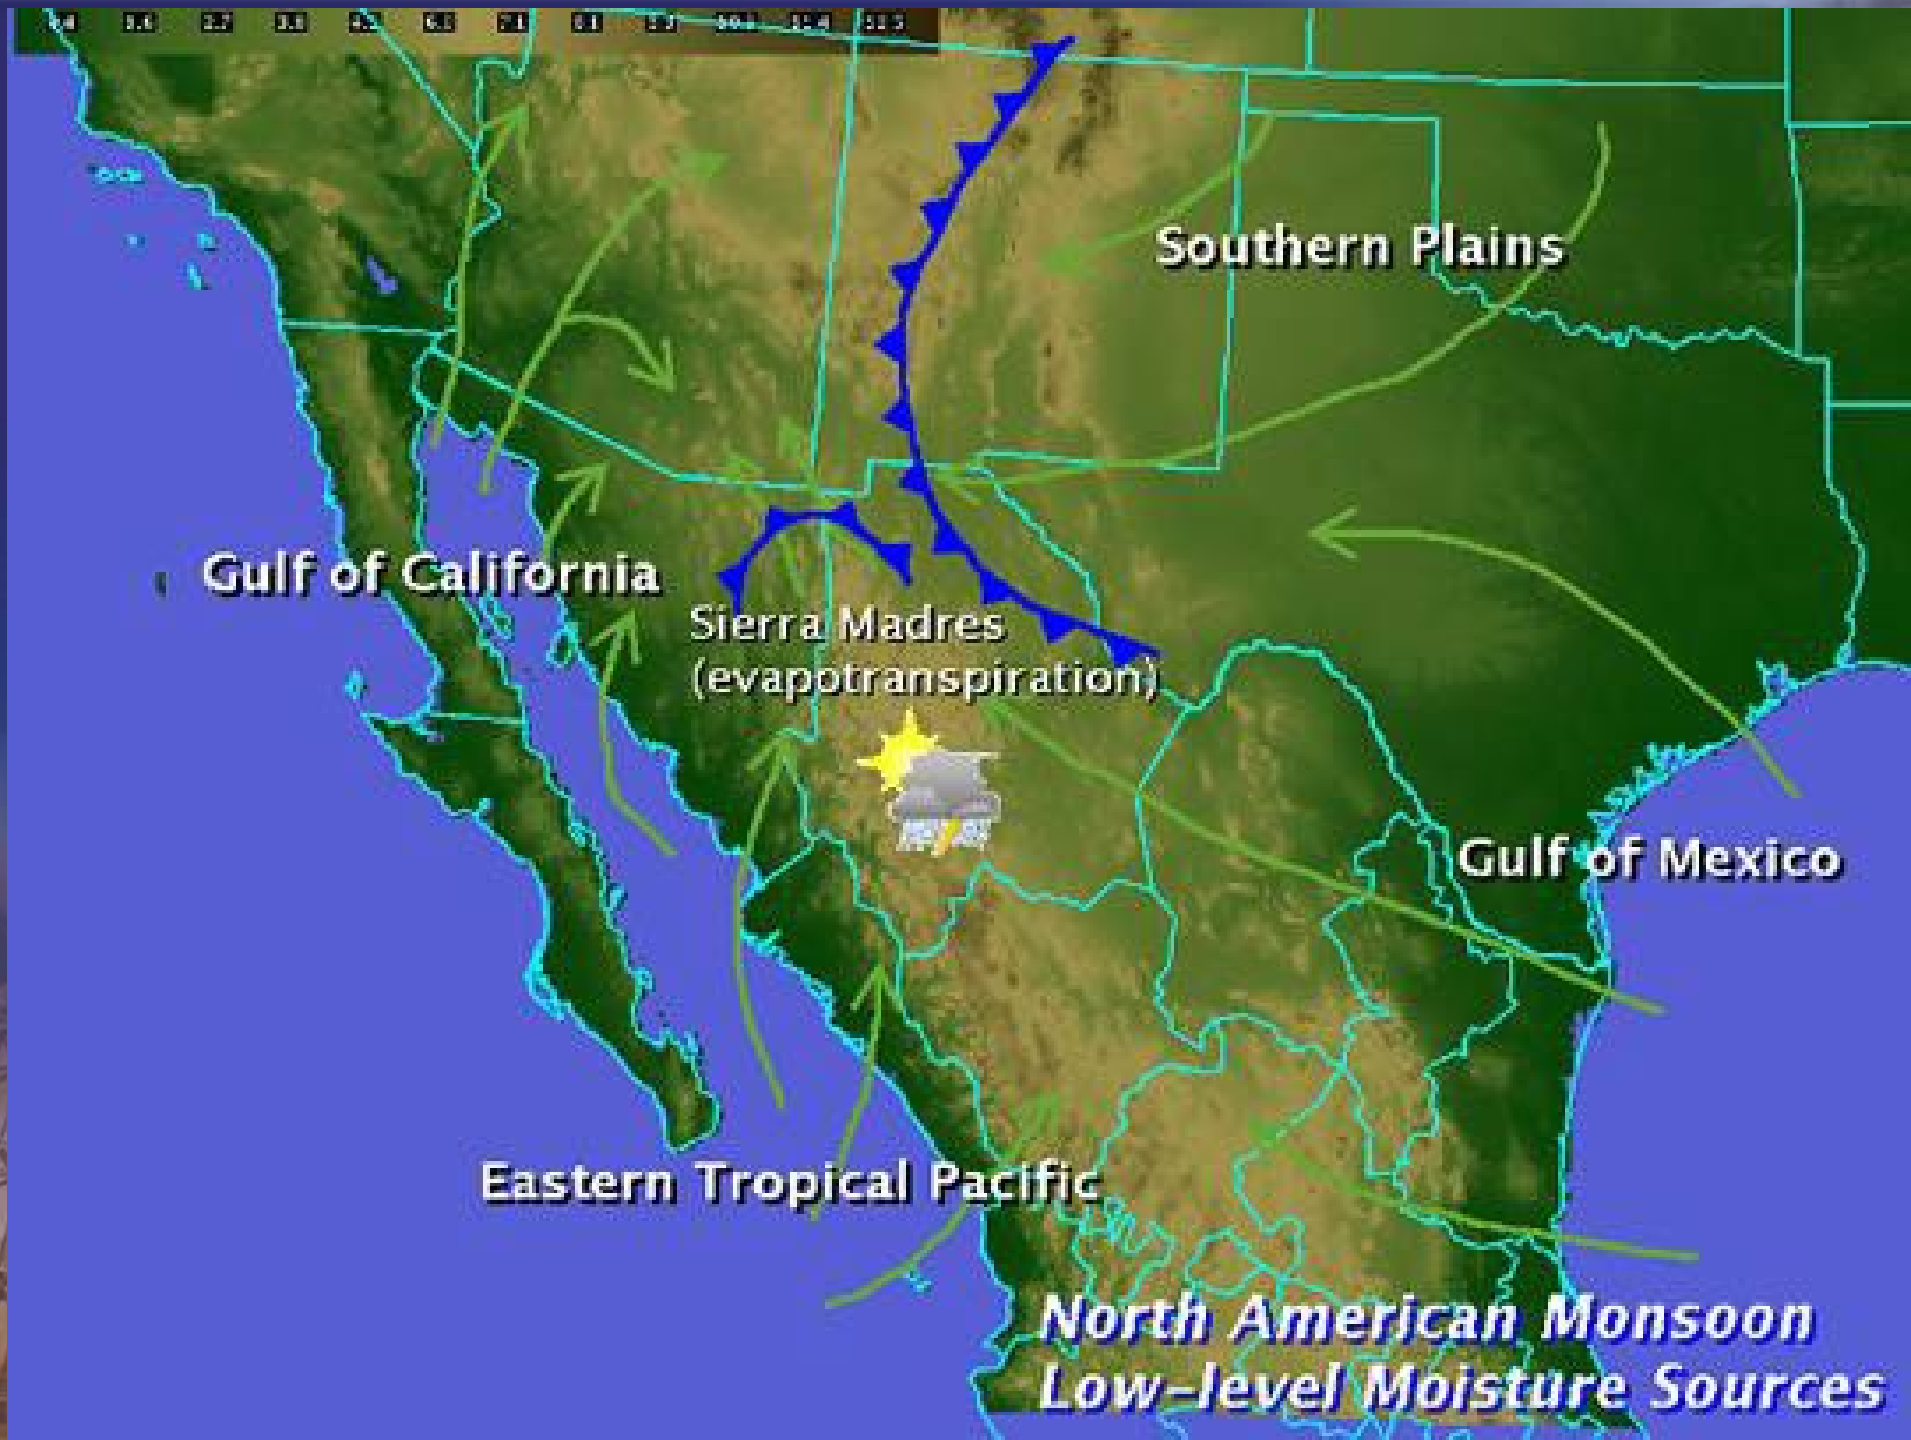 Southern Plains
Gulf of California
Sierra Madres
(evapotranspiration)
Gulf of Mexico
Eastern Tropical Pacific
North American Monsoon
Low-level Moisture Sources